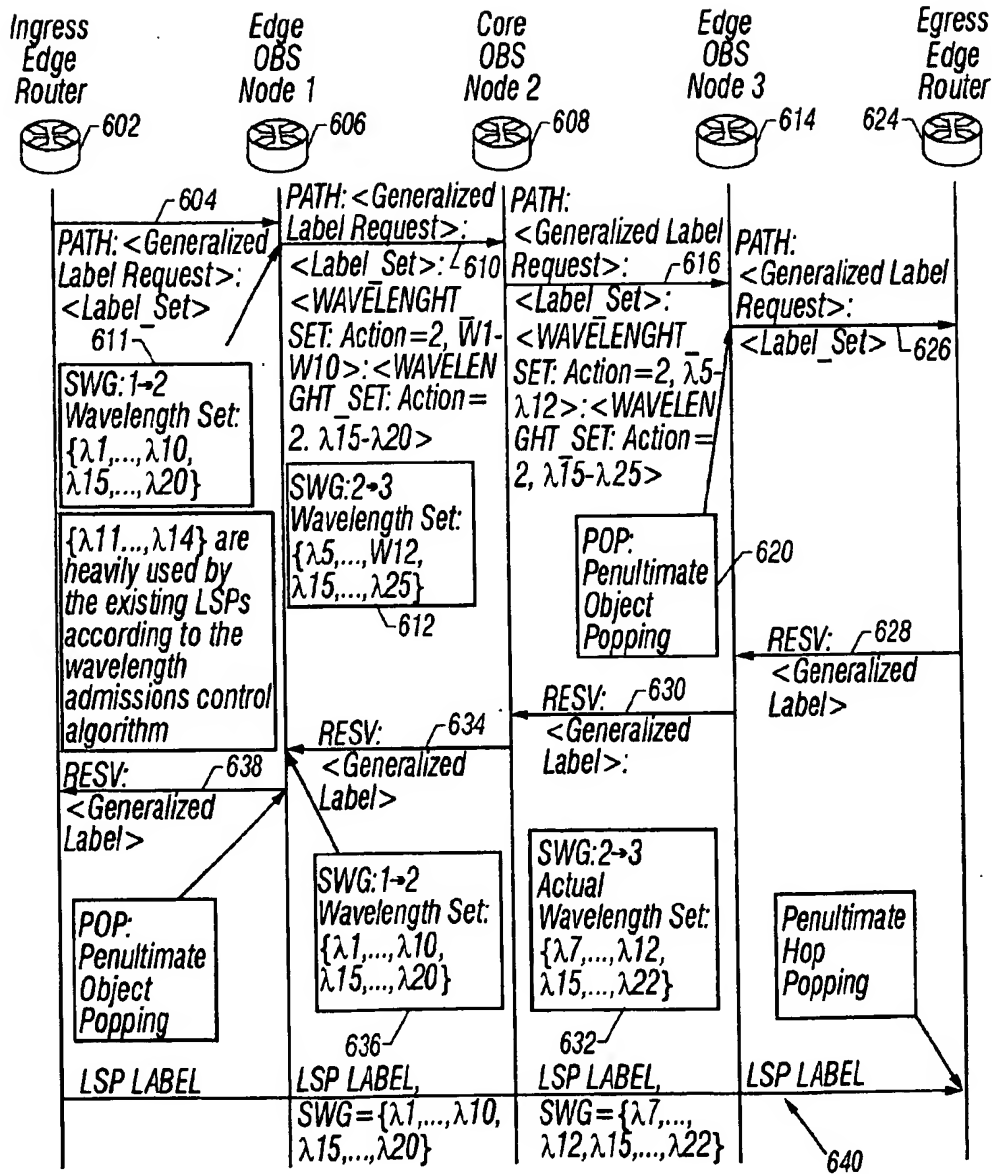 Ingress
Edge
Router
602
Edge
OBS
Node 1
606
Core
OBS
Node 2
608
Edge
OBS
Node 3
614
Egress
Edge
Router
624
604
PATH: <Generalized
Label Request>:
<Label_Set>
611
SWG: 1→2
Wavelength Set:
{λ1,...,λ10,
λ15,...,λ20}
{λ11...,λ14} are
heavily used by
the existing LSPs
according to the
wavelength
admissions control
algorithm
PATH: <Generalized
Label Request>:
<Label_Set>: 610
<WAVELENGHT_
SET: Action=2, W1-
W10>:<WAVELEN
GHT_SET: Action=
2. λ15-λ20>
SWG:2→3
Wavelength Set:
{λ5,...,W12,
λ15,...,λ25}
612
PATH:
<Generalized Label
Request>:
616
<Label_Set>:
<WAVELENGHT_
SET: Action=2, λ5-
λ12>:<WAVELEN
GHT_SET: Action=
2, λ15-λ25>
POP:
Penultimate
Object
Popping
620
PATH:
<Generalized Label
Request>:
<Label_Set>
626
RESV:
628
<Generalized
Label>
RESV:
630
<Generalized
Label>:
RESV:
634
<Generalized
Label>
RESV:
638
<Generalized
Label>
POP:
Penultimate
Object
Popping
SWG:1→2
Wavelength Set:
{λ1,...,λ10,
λ15,...,λ20}
636
SWG:2→3
Actual
Wavelength Set:
{λ7,...,λ12,
λ15,...,λ22}
632
Penultimate
Hop
Popping
LSP LABEL
LSP LABEL,
SWG={λ1,...,λ10,
λ15,...,λ20}
LSP LABEL,
SWG={λ7,...,
λ12,λ15,...,λ22}
LSP LABEL
640